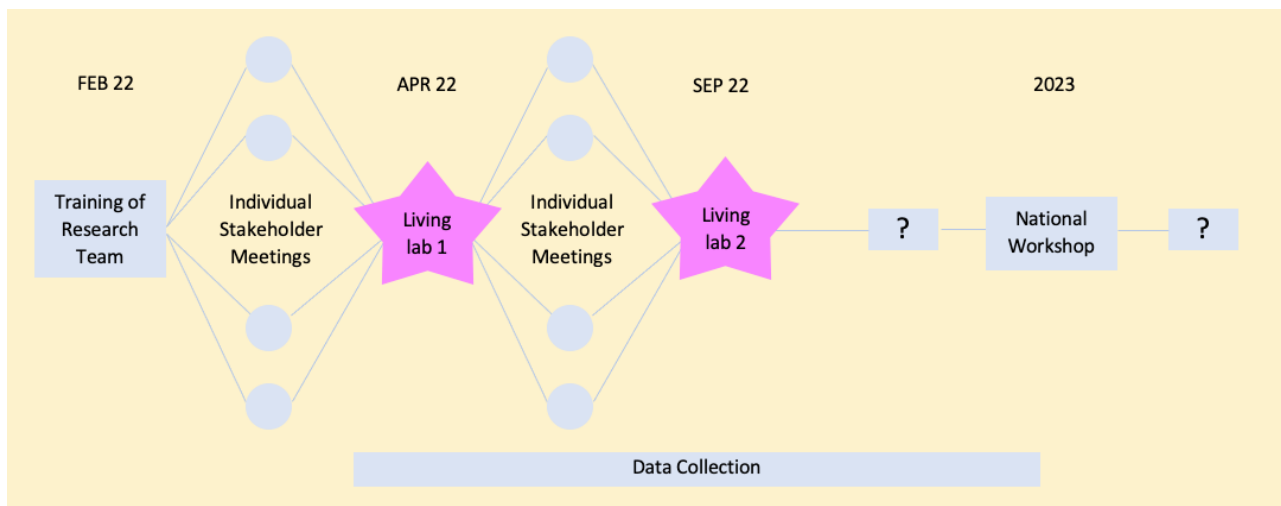 FEB 22
APR 22
SEP 22
2023
Training of
Research
Team
Individual
Stakeholder
Meetings
Living
lab 1
Individual
Stakeholder
Meetings
Living
lab 2
?
National
Workshop
?
Data Collection